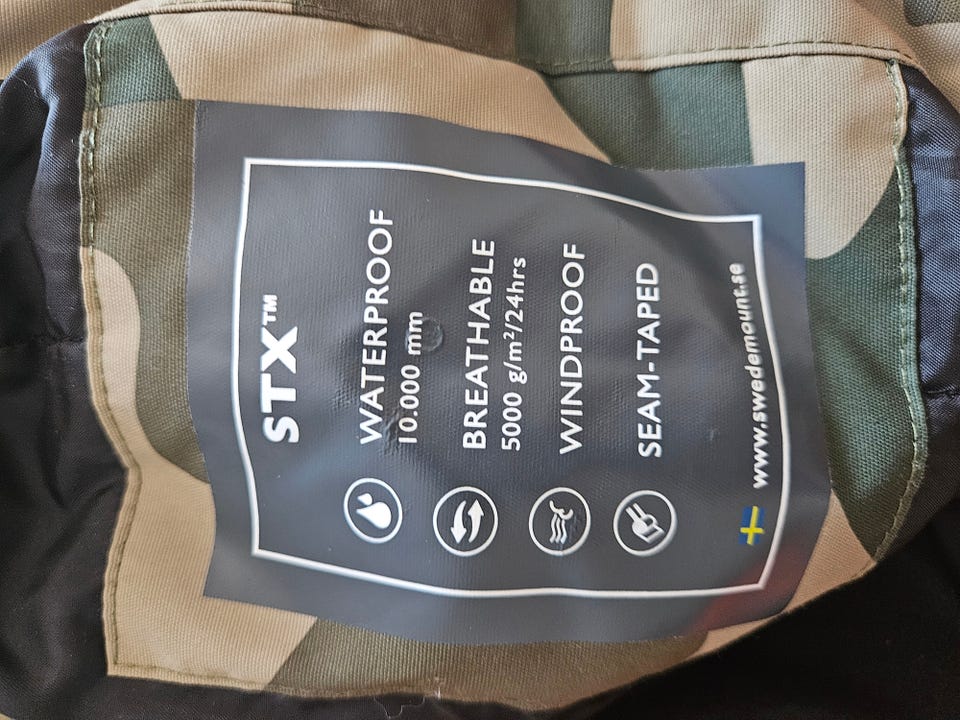 STX™
WATERPROOF
10.000 mm
BREATHABLE
5000 g/m²/24hrs
WINDPROOF
SEAM-TAPED
www.swedemount.se